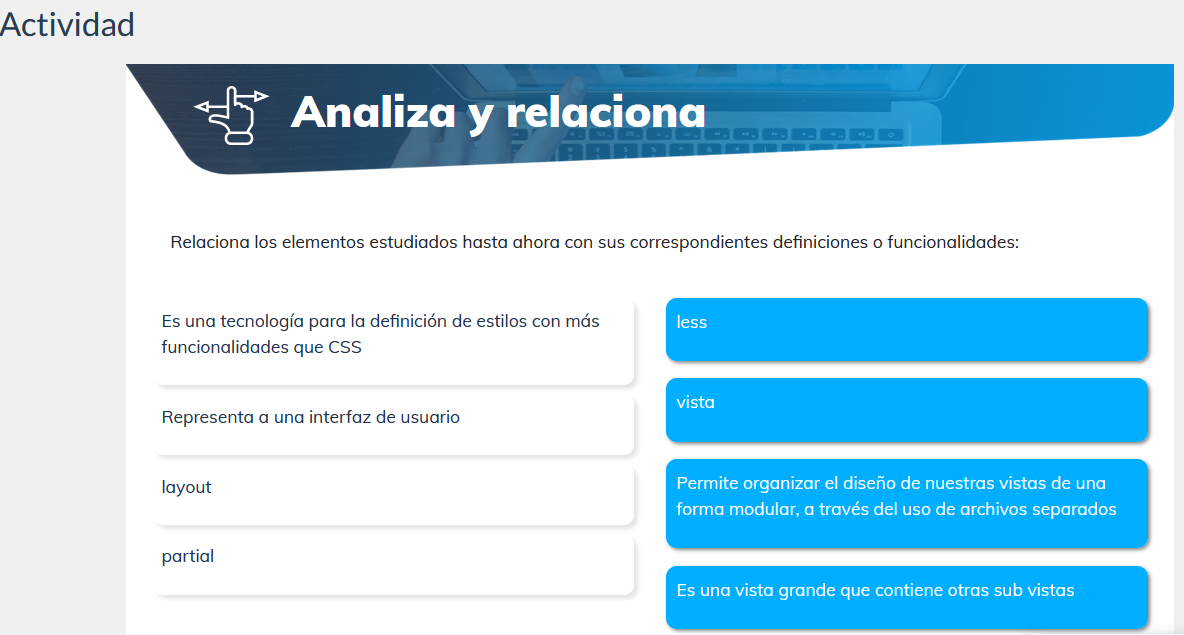 Actividad
Analiza y relaciona
Relaciona los elementos estudiados hasta ahora con sus correspondientes definiciones o funcionalidades:
Es una tecnología para la definición de estilos con más
funcionalidades que CSS
Representa a una interfaz de usuario
layout
partial
less
vista
Permite organizar el diseño de nuestras vistas de una
forma modular, a través del uso de archivos separados
Es una vista grande que contiene otras sub vistas